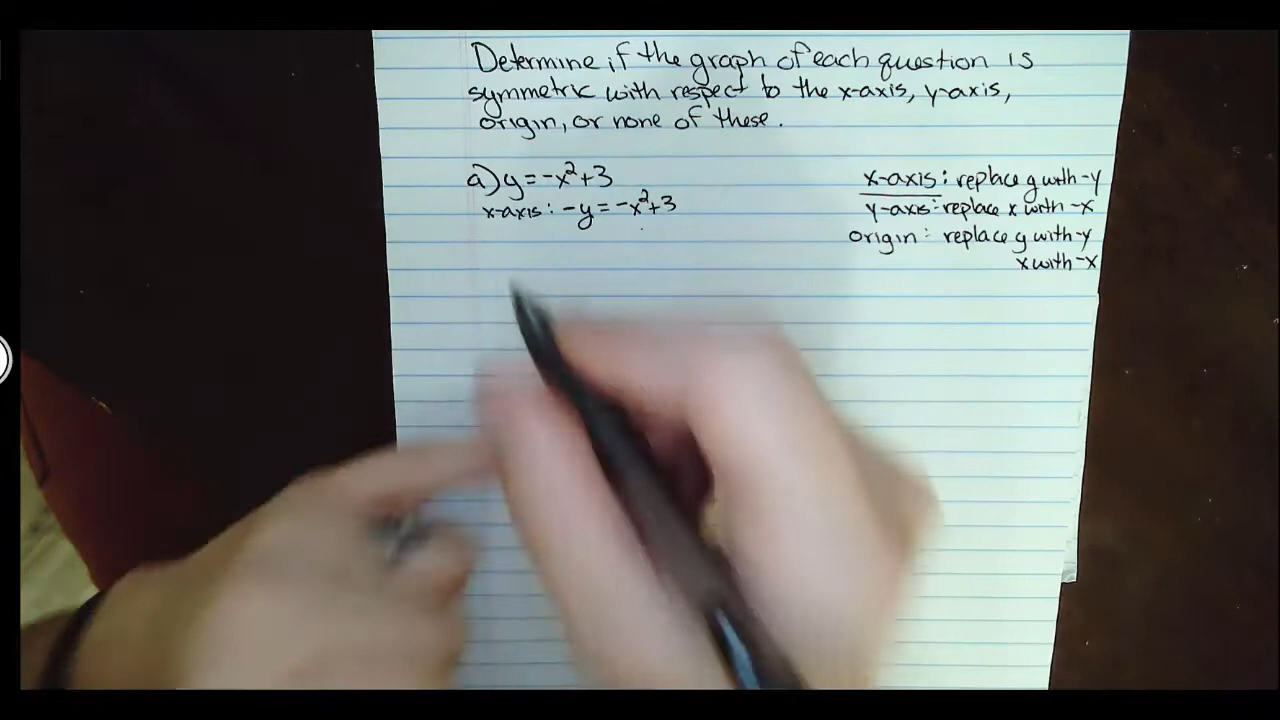 Determine if the graph of each question is
symmetric with respect to the x-axis, y-axis,
origin, or none of these.
a) y=-x²+3
x-axis: -y=-x²+3
x-axis: replace y with -y
y-axis: replace x with -x
origin: replace y with -y
x with -x